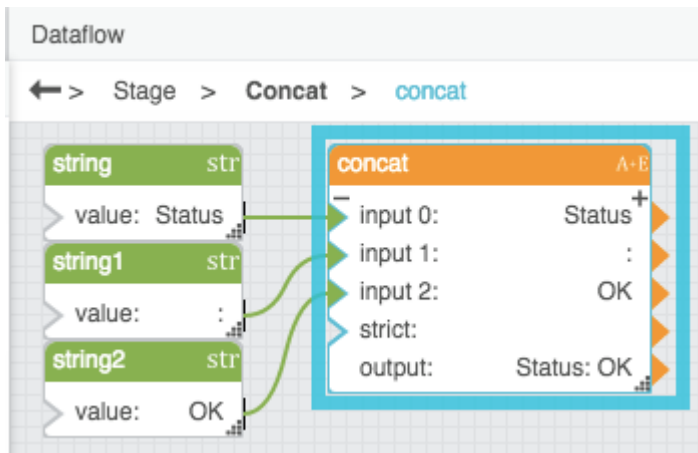 Dataflow
> Stage > Concat > concat
string str
value: Status
string1 str
value: :
string2 str
value: OK
concat A+E
− +
input 0: Status
input 1: :
input 2: OK
strict:
output: Status: OK